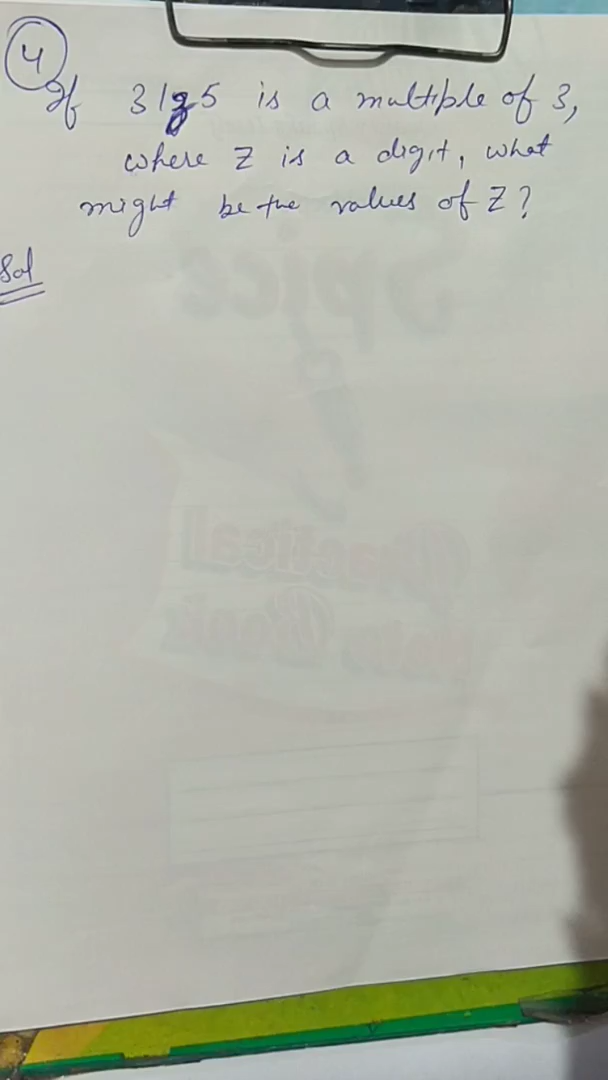 4
If 31z5 is a multiple of 3,
where z is a digit, what
might be the values of z?
Sol